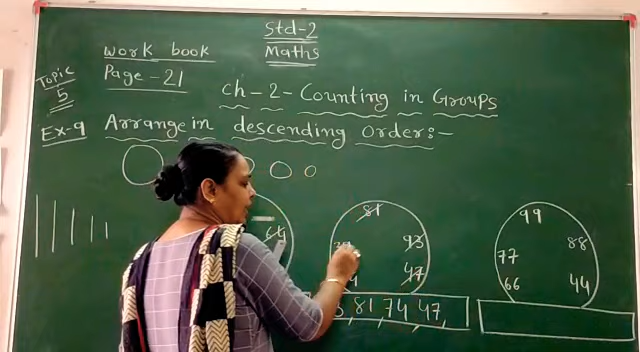 Std-2
Maths
Work book
Page-21
Topic
5
Ch-2-Counting in Groups
Ex-9 Arrange in descending order:-
64
81
93
47
81, 74, 47,
99
88
77
66
44